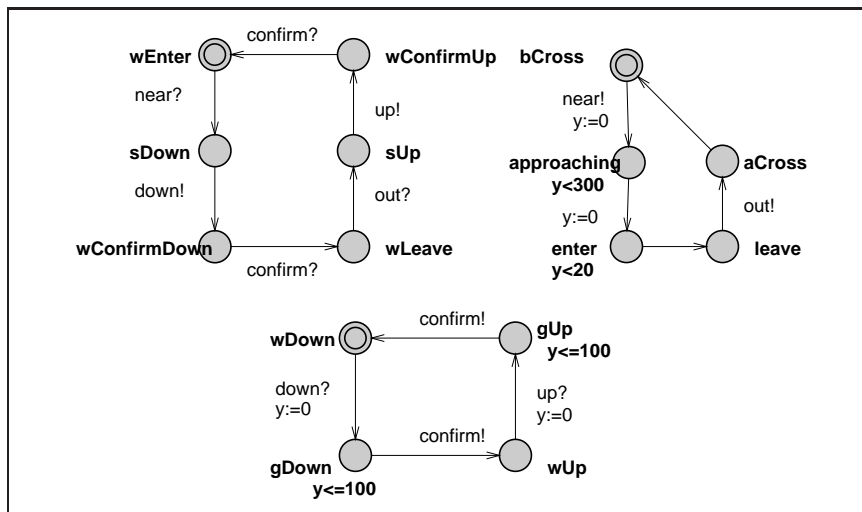 confirm?
wEnter
wConfirmUp
near?
up!
sDown
sUp
down!
out?
wConfirmDown
wLeave
confirm?
bCross
near!
y:=0
approaching
y<300
aCross
y:=0
out!
enter
y<20
leave
confirm!
wDown
gUp
y<=100
down?
y:=0
up?
y:=0
confirm!
gDown
y<=100
wUp